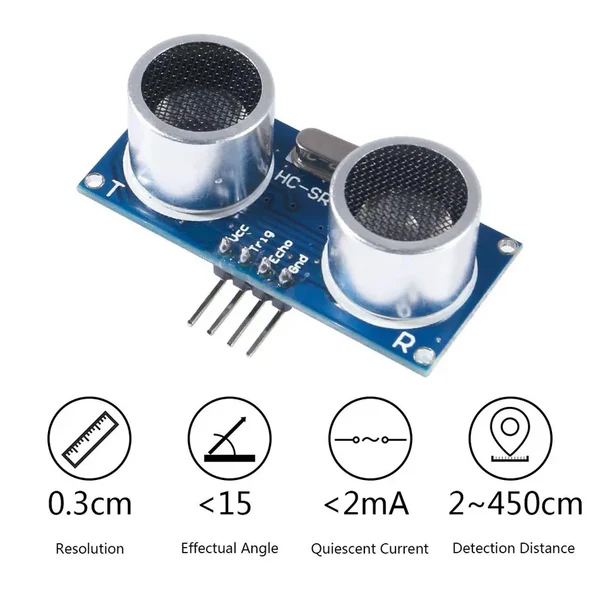 T
HC-SR
Vcc
Trig
Echo
Gnd
R
0.3cm
<15
<2mA
2~450cm
Resolution
Effectual Angle
Quiescent Current
Detection Distance